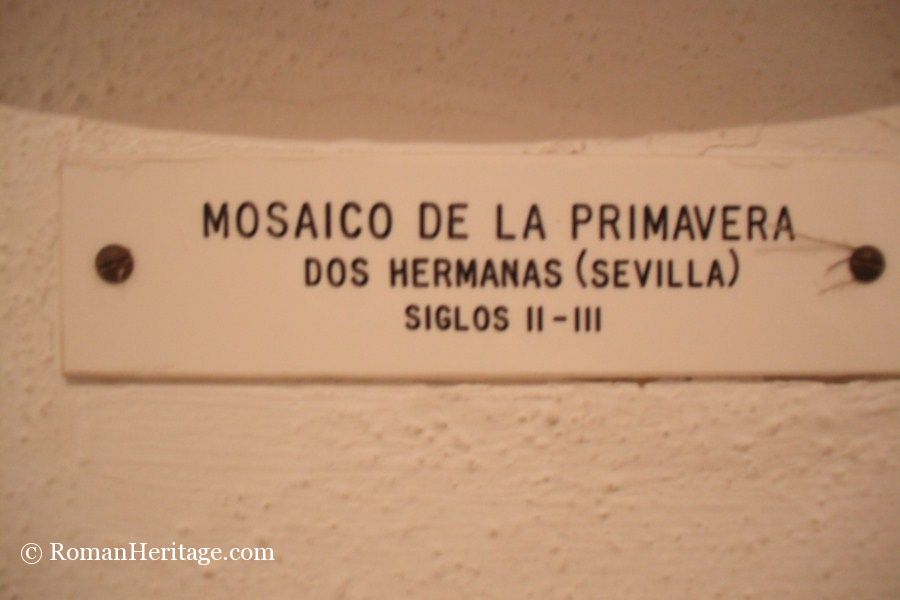 MOSAICO DE LA PRIMAVERA
DOS HERMANAS (SEVILLA)
SIGLOS II-III
© RomanHeritage.com